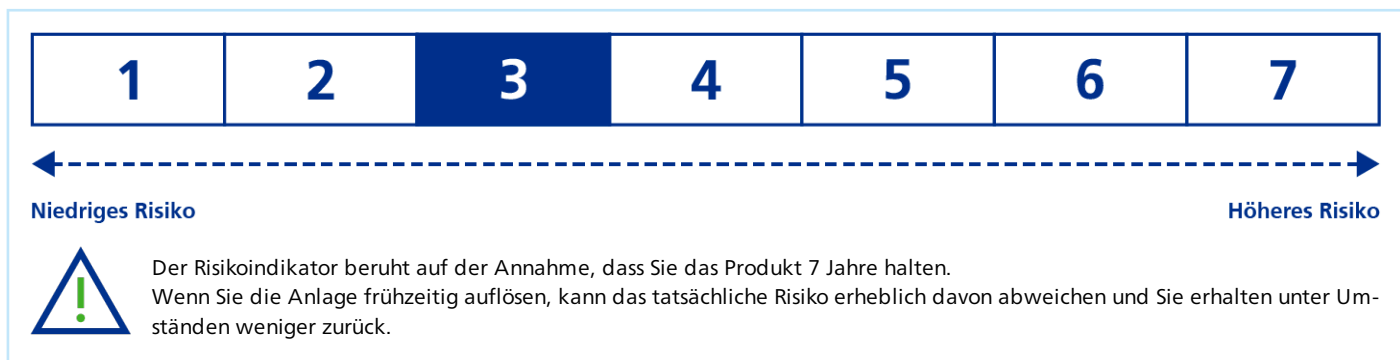 1 2 3 4 5 6 7
Niedriges Risiko Höheres Risiko
Der Risikoindikator beruht auf der Annahme, dass Sie das Produkt 7 Jahre halten.
Wenn Sie die Anlage frühzeitig auflösen, kann das tatsächliche Risiko erheblich davon abweichen und Sie erhalten unter Um-
ständen weniger zurück.